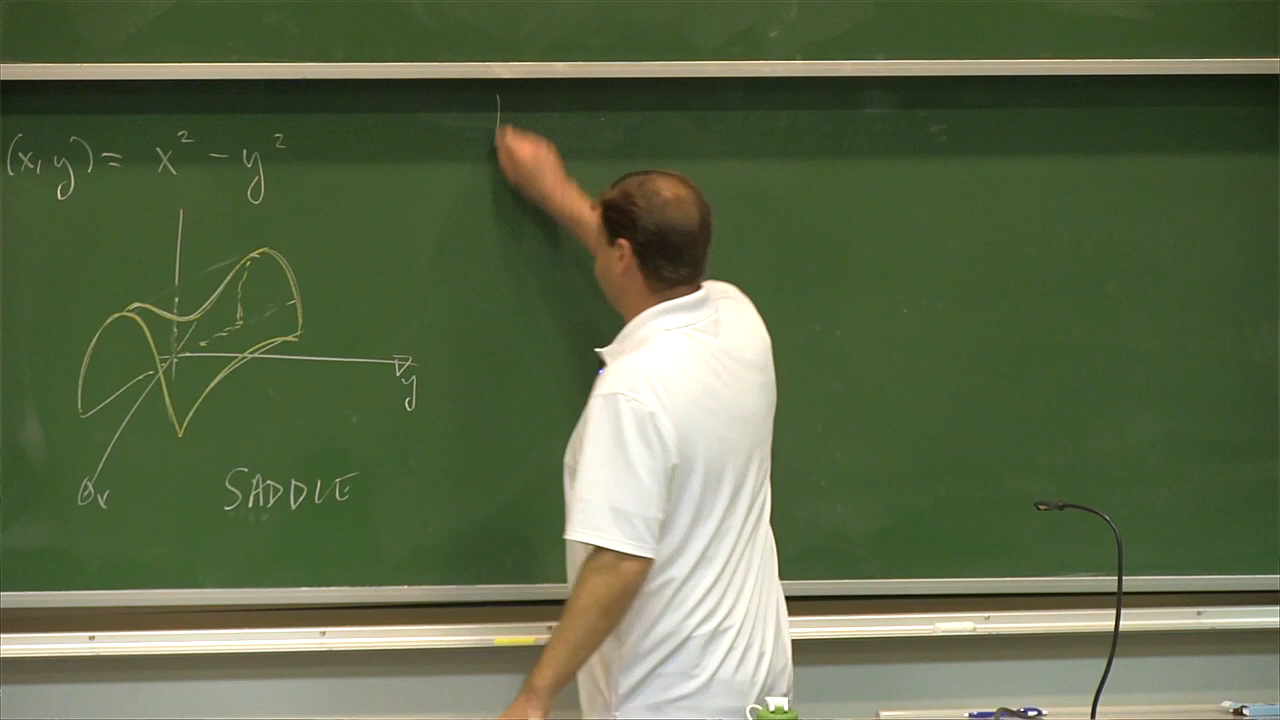 (x,y) = x² - y²
y
x
SADDLE